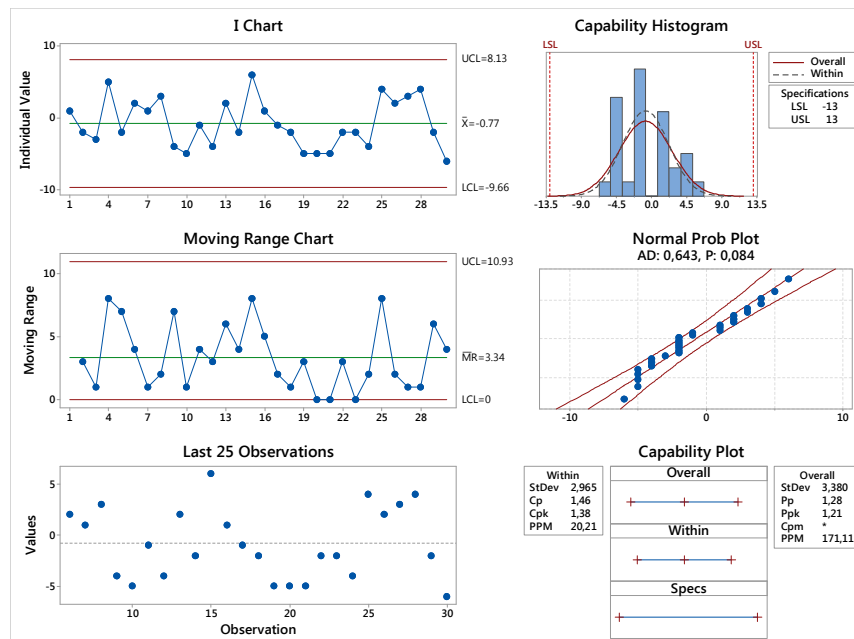 I Chart
Individual Value
10
0
-10
UCL=8.13
X̅=-0.77
LCL=-9.66
1 4 7 10 13 16 19 22 25 28
Capability Histogram
LSL USL
-13.5 -9.0 -4.5 0.0 4.5 9.0 13.5
Overall
Within
Specifications
LSL -13
USL 13
Moving Range Chart
Moving Range
10
5
0
UCL=10.93
M̅R̅=3.34
LCL=0
1 4 7 10 13 16 19 22 25 28
Normal Prob Plot
AD: 0,643, P: 0,084
-10 0 10
Last 25 Observations
Values
5
0
-5
10 15 20 25 30
Observation
Capability Plot
Within
StDev 2,965
Cp 1,46
Cpk 1,38
PPM 20,21
Overall
Within
Specs
Overall
StDev 3,380
Pp 1,28
Ppk 1,21
Cpm *
PPM 171,11